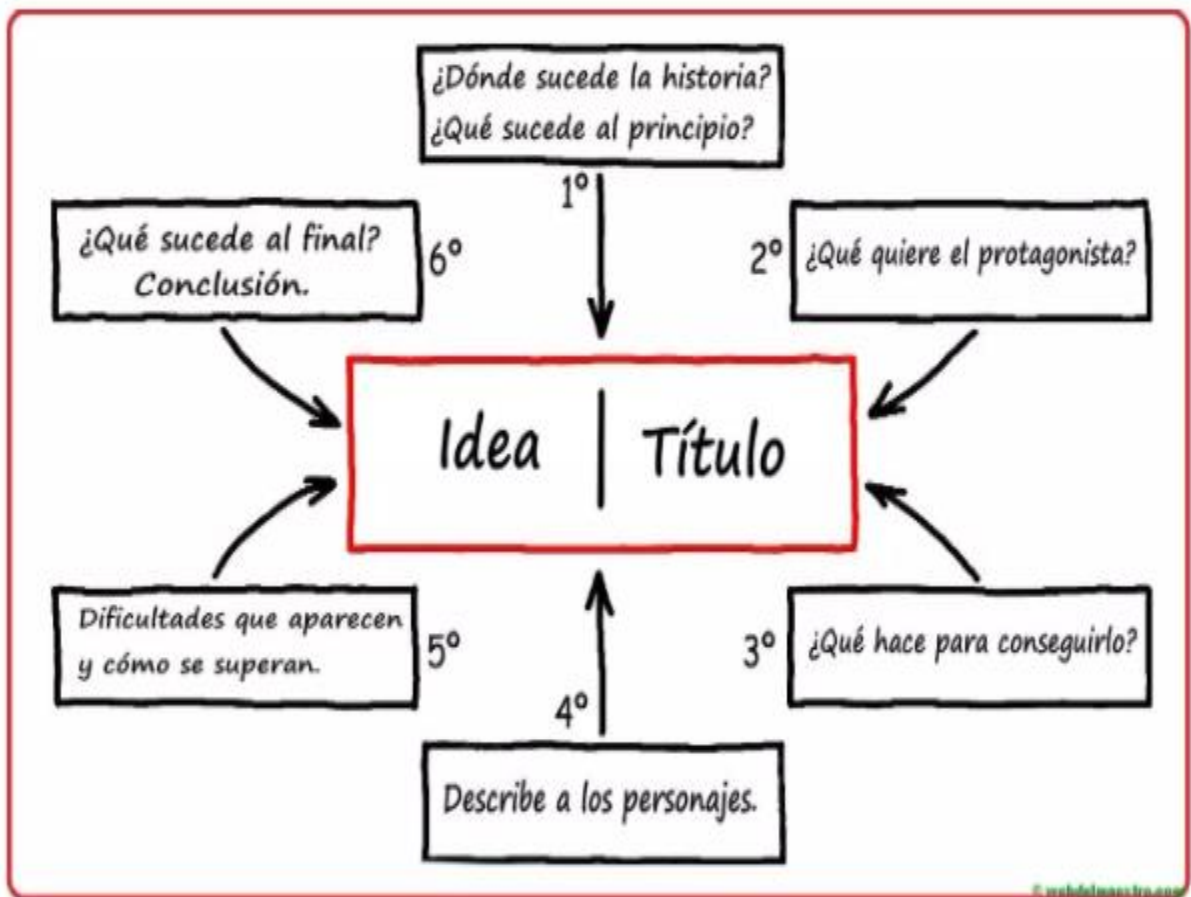 ¿Dónde sucede la historia?
¿Qué sucede al principio?
1º
2º
¿Qué quiere el protagonista?
3º
¿Qué hace para conseguirlo?
4º
Describe a los personajes.
5º
Dificultades que aparecen
y cómo se superan.
6º
¿Qué sucede al final?
Conclusión.
Idea | Título
© webdelmaestro.com